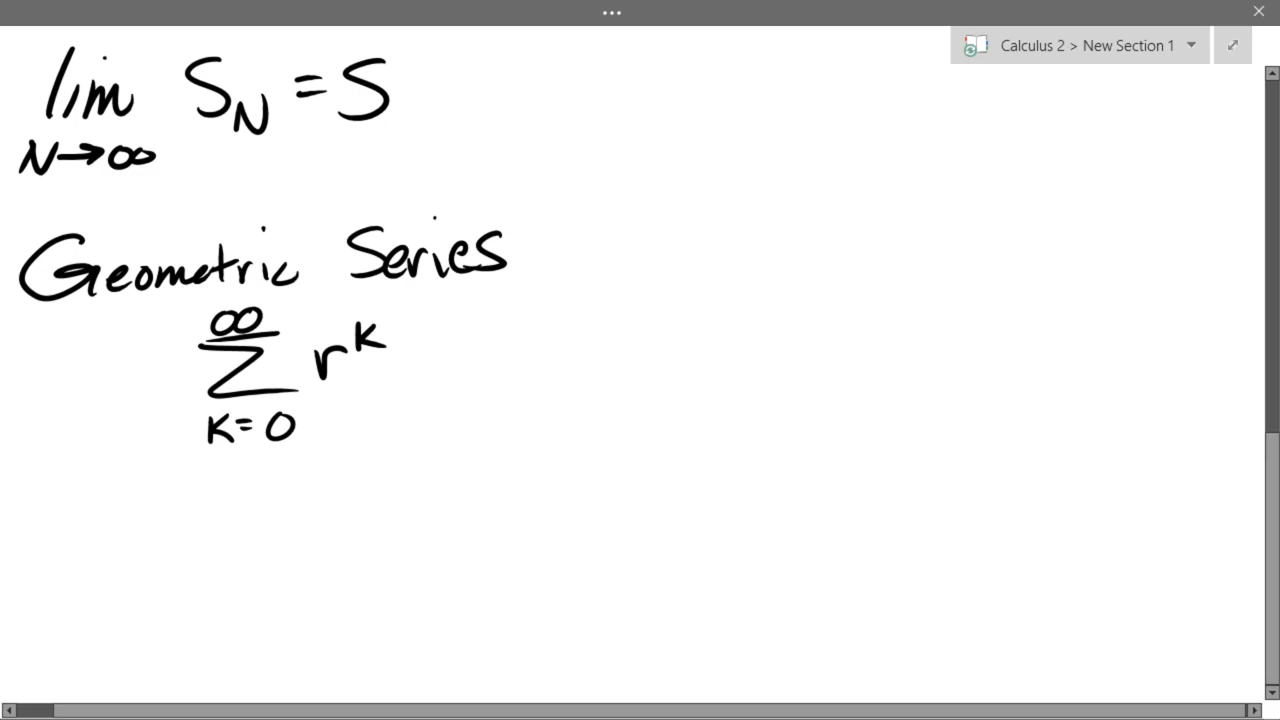 Calculus 2 > New Section 1
lim S_N = S
N→∞
Geometric Series
∞
Σ r^k
k=0